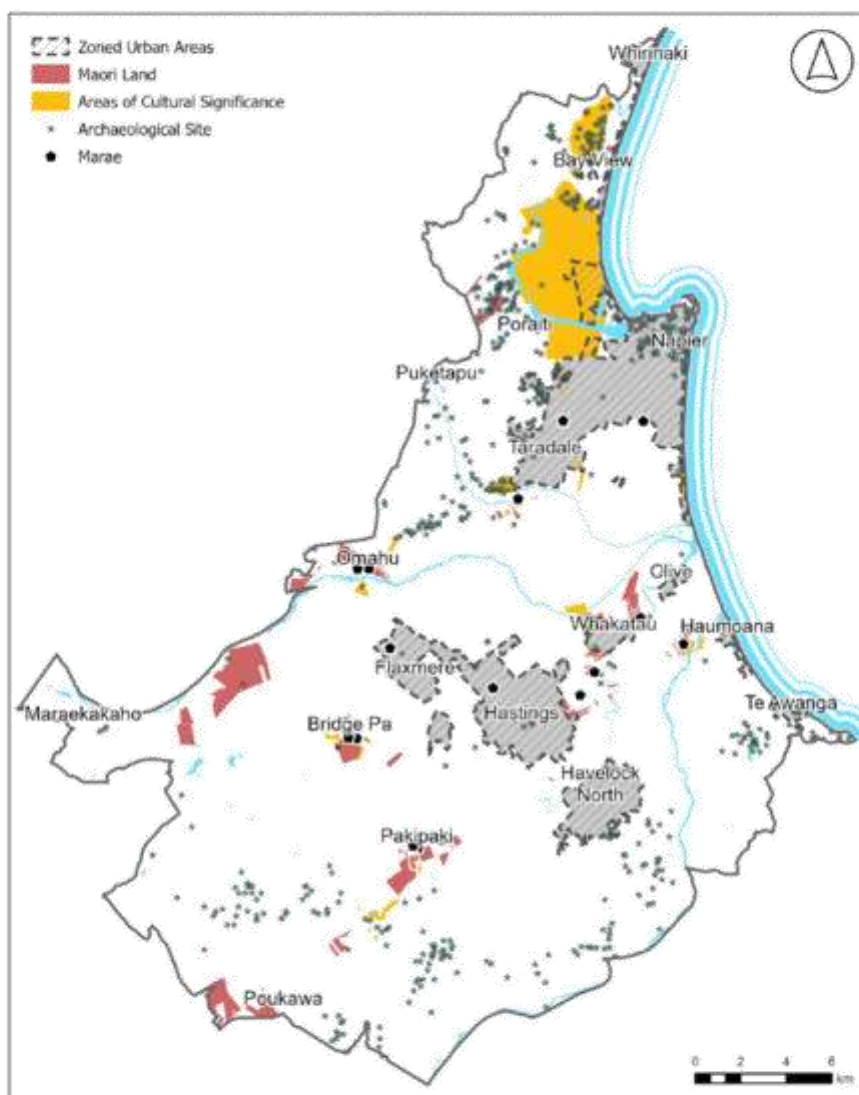 Zoned Urban Areas
Maori Land
Areas of Cultural Significance
Archaeological Site
Marae
Whirinaki
Bay View
Poraiti
Napier
Puketapu
Taradale
Omahu
Clive
Whakatau
Haumoana
Flaxmere
Maraekakaho
Hastings
Te Awanga
Bridge Pa
Havelock
North
Pakipaki
Poukawa
0 2 4 6
km